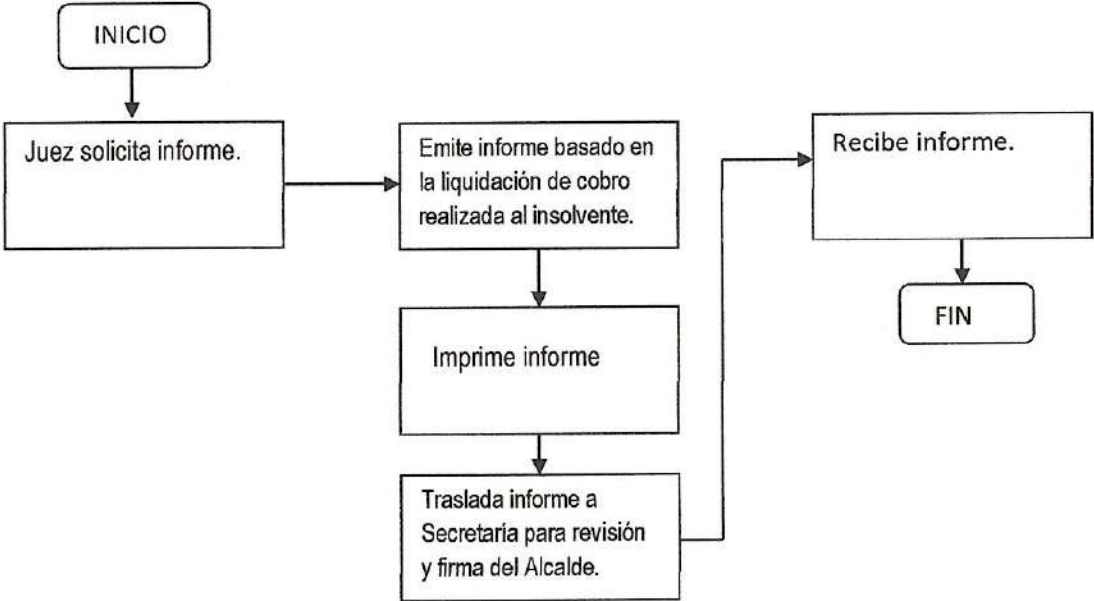 INICIO
Juez solicita informe.
Emite informe basado en
la liquidación de cobro
realizada al insolvente.
Imprime informe
Traslada informe a
Secretaría para revisión
y firma del Alcalde.
Recibe informe.
FIN